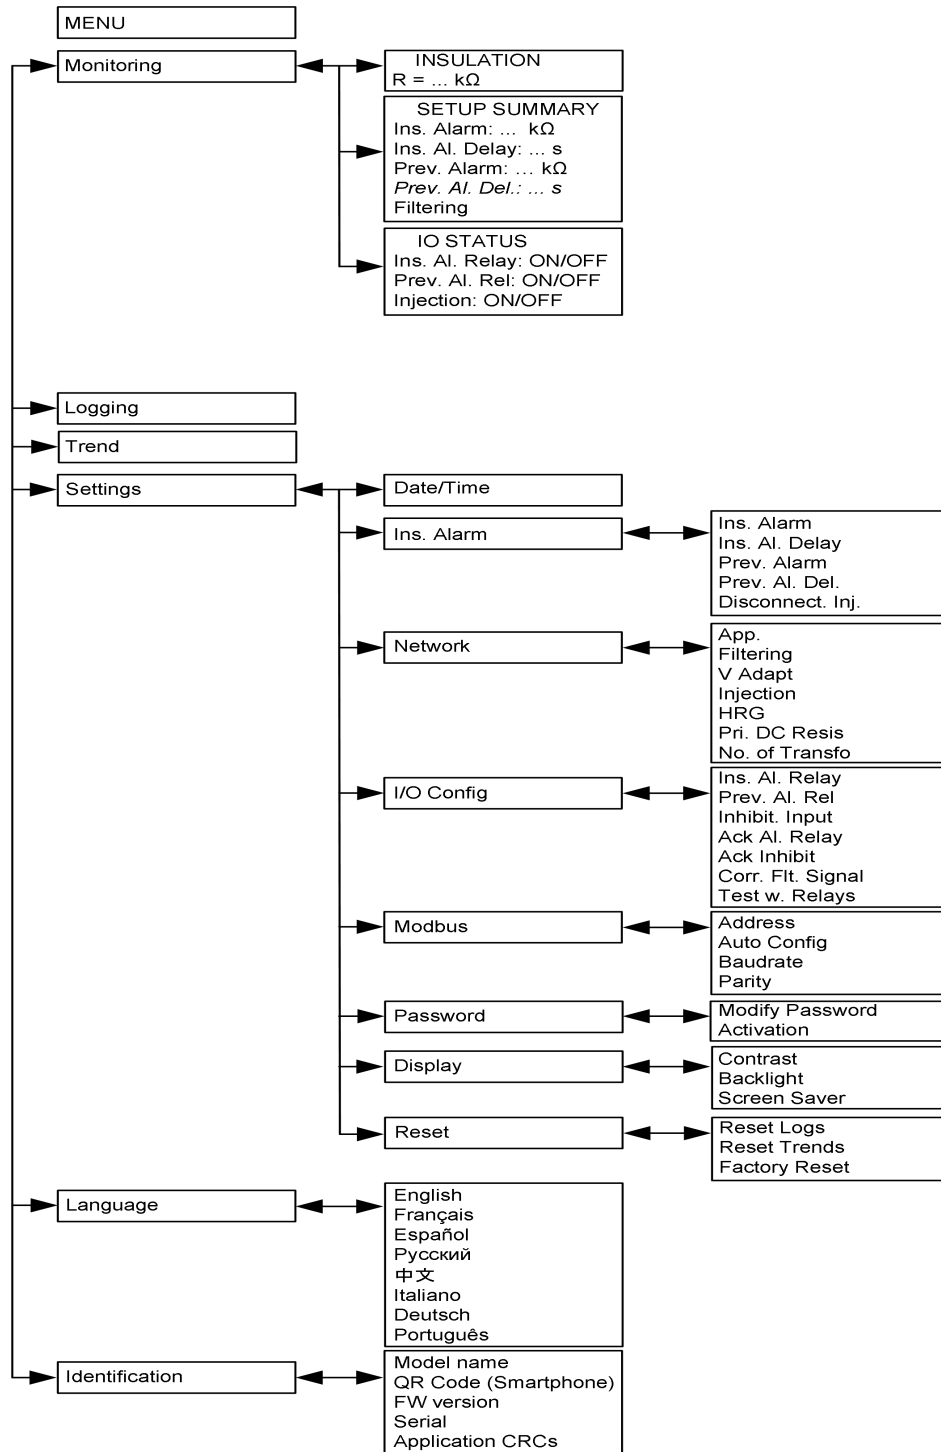 MENU
Monitoring
INSULATION
R = ... kΩ
SETUP SUMMARY
Ins. Alarm: ... kΩ
Ins. Al. Delay: ... s
Prev. Alarm: ... kΩ
Prev. Al. Del.: ... s
Filtering
IO STATUS
Ins. Al. Relay: ON/OFF
Prev. Al. Rel: ON/OFF
Injection: ON/OFF
Logging
Trend
Settings
Date/Time
Ins. Alarm
Ins. Alarm
Ins. Al. Delay
Prev. Alarm
Prev. Al. Del.
Disconnect. Inj.
Network
App.
Filtering
V Adapt
Injection
HRG
Pri. DC Resis
No. of Transfo
I/O Config
Ins. Al. Relay
Prev. Al. Rel
Inhibit. Input
Ack Al. Relay
Ack Inhibit
Corr. Flt. Signal
Test w. Relays
Modbus
Address
Auto Config
Baudrate
Parity
Password
Modify Password
Activation
Display
Contrast
Backlight
Screen Saver
Reset
Reset Logs
Reset Trends
Factory Reset
Language
English
Français
Español
Русский
中文
Italiano
Deutsch
Português
Identification
Model name
QR Code (Smartphone)
FW version
Serial
Application CRCs